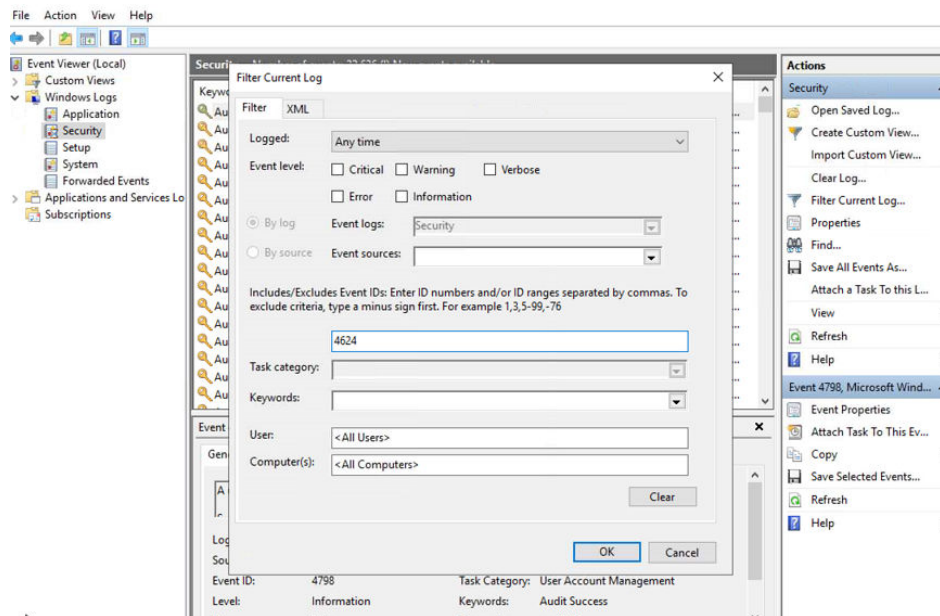 File Action View Help
Event Viewer (Local)
Custom Views
Windows Logs
Application
Security
Setup
System
Forwarded Events
Applications and Services Lo
Subscriptions
Filter Current Log
Filter XML
Logged: Any time
Event level: Critical Warning Verbose
Error Information
By log Event logs: Security
By source Event sources:
Includes/Excludes Event IDs: Enter ID numbers and/or ID ranges separated by commas. To
exclude criteria, type a minus sign first. For example 1,3,5-99,-76
4624
Task category:
Keywords:
User: <All Users>
Computer(s): <All Computers>
Clear
OK Cancel
Event ID: 4798 Task Category: User Account Management
Level: Information Keywords: Audit Success
Actions
Security
Open Saved Log...
Create Custom View...
Import Custom View...
Clear Log...
Filter Current Log...
Properties
Find...
Save All Events As...
Attach a Task To this L...
View
Refresh
Help
Event 4798, Microsoft Wind...
Event Properties
Attach Task To This Ev...
Copy
Save Selected Events...
Refresh
Help